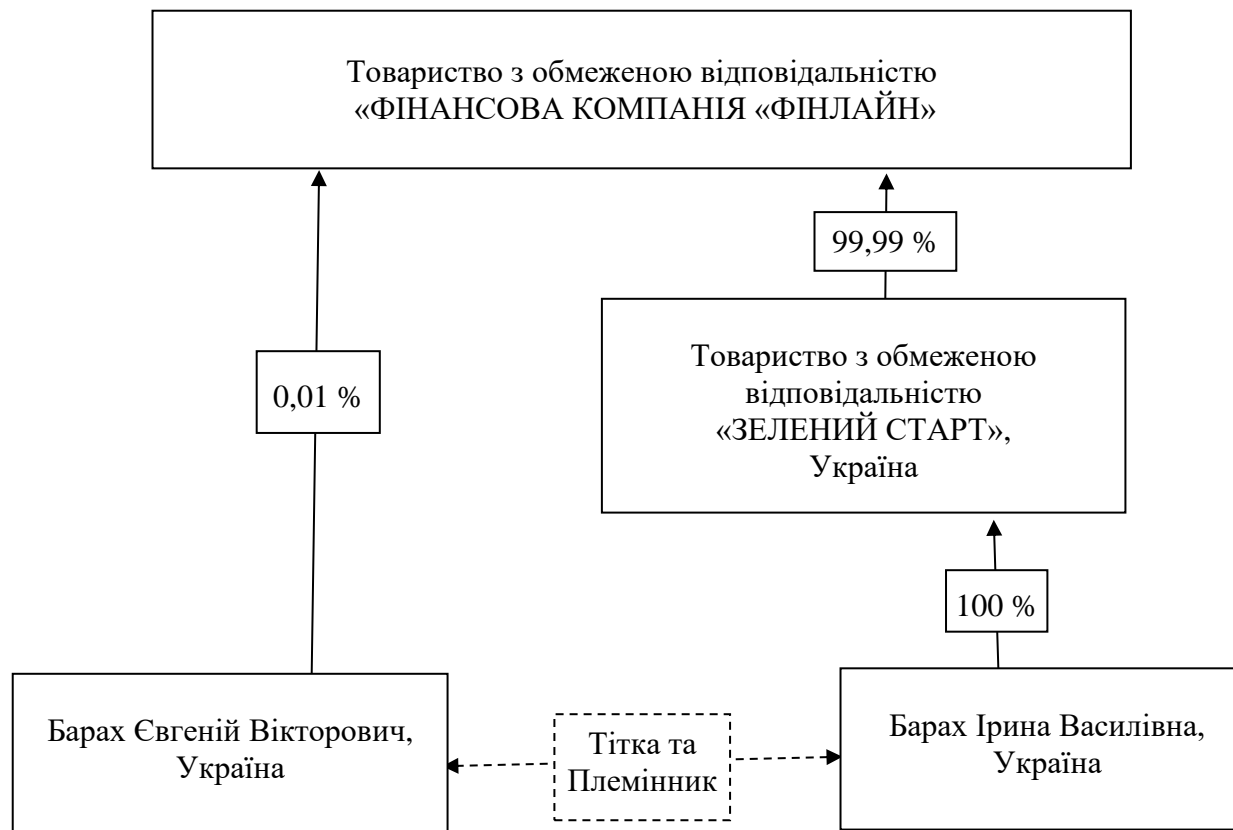 Товариство з обмеженою відповідальністю
«ФІНАНСОВА КОМПАНІЯ «ФІНЛАЙН»
99,99 %
Товариство з обмеженою
відповідальністю
«ЗЕЛЕНИЙ СТАРТ»,
Україна
0,01 %
100 %
Барах Євгеній Вікторович,
Україна
Тітка та
Племінник
Барах Ірина Василівна,
Україна